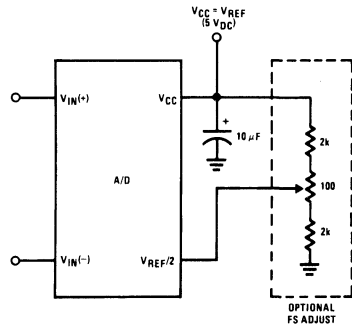 VCC = VREF
(5 VDC)
VIN(+)
VCC
+
10 μF
2k
A/D
100
2k
VIN(−)
VREF/2
OPTIONAL
FS ADJUST